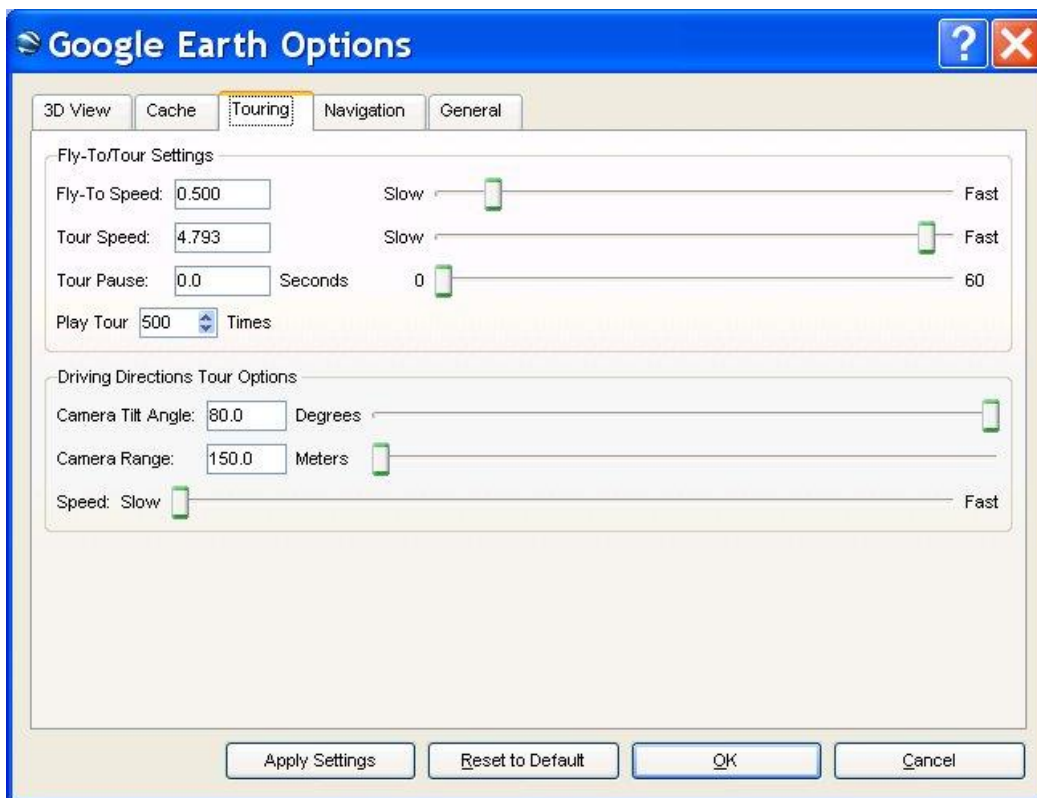 Google Earth Options ?
3D View Cache Touring Navigation General
Fly-To/Tour Settings
Fly-To Speed: 0.500 Slow Fast
Tour Speed: 4.793 Slow Fast
Tour Pause: 0.0 Seconds 0 60
Play Tour 500 Times
Driving Directions Tour Options
Camera Tilt Angle: 80.0 Degrees
Camera Range: 150.0 Meters
Speed: Slow Fast
Apply Settings Reset to Default OK Cancel